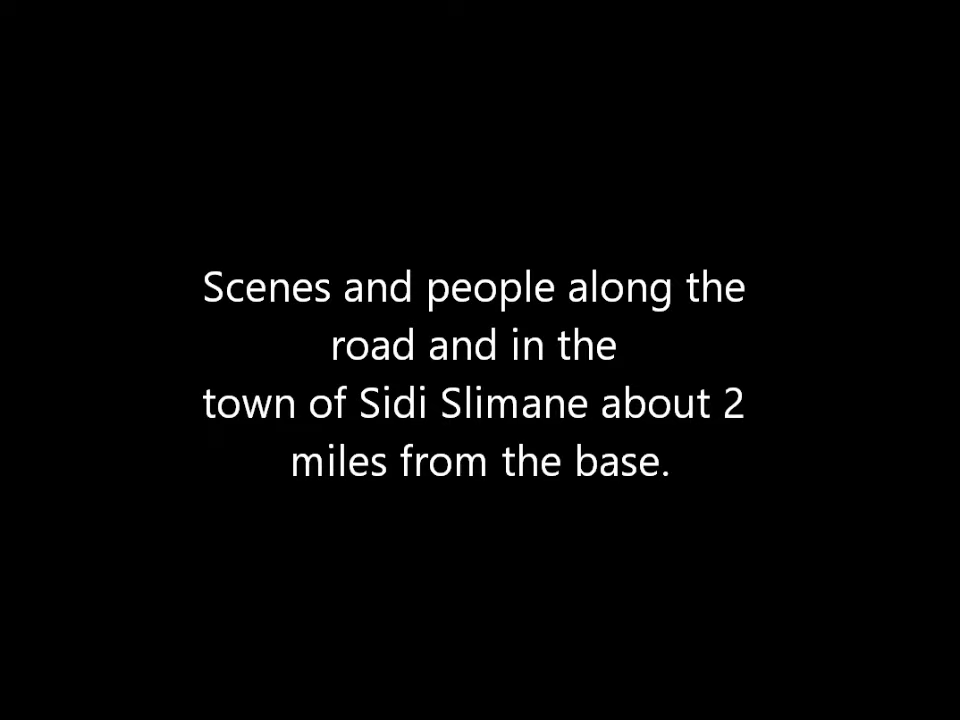 Scenes and people along the
road and in the
town of Sidi Slimane about 2
miles from the base.